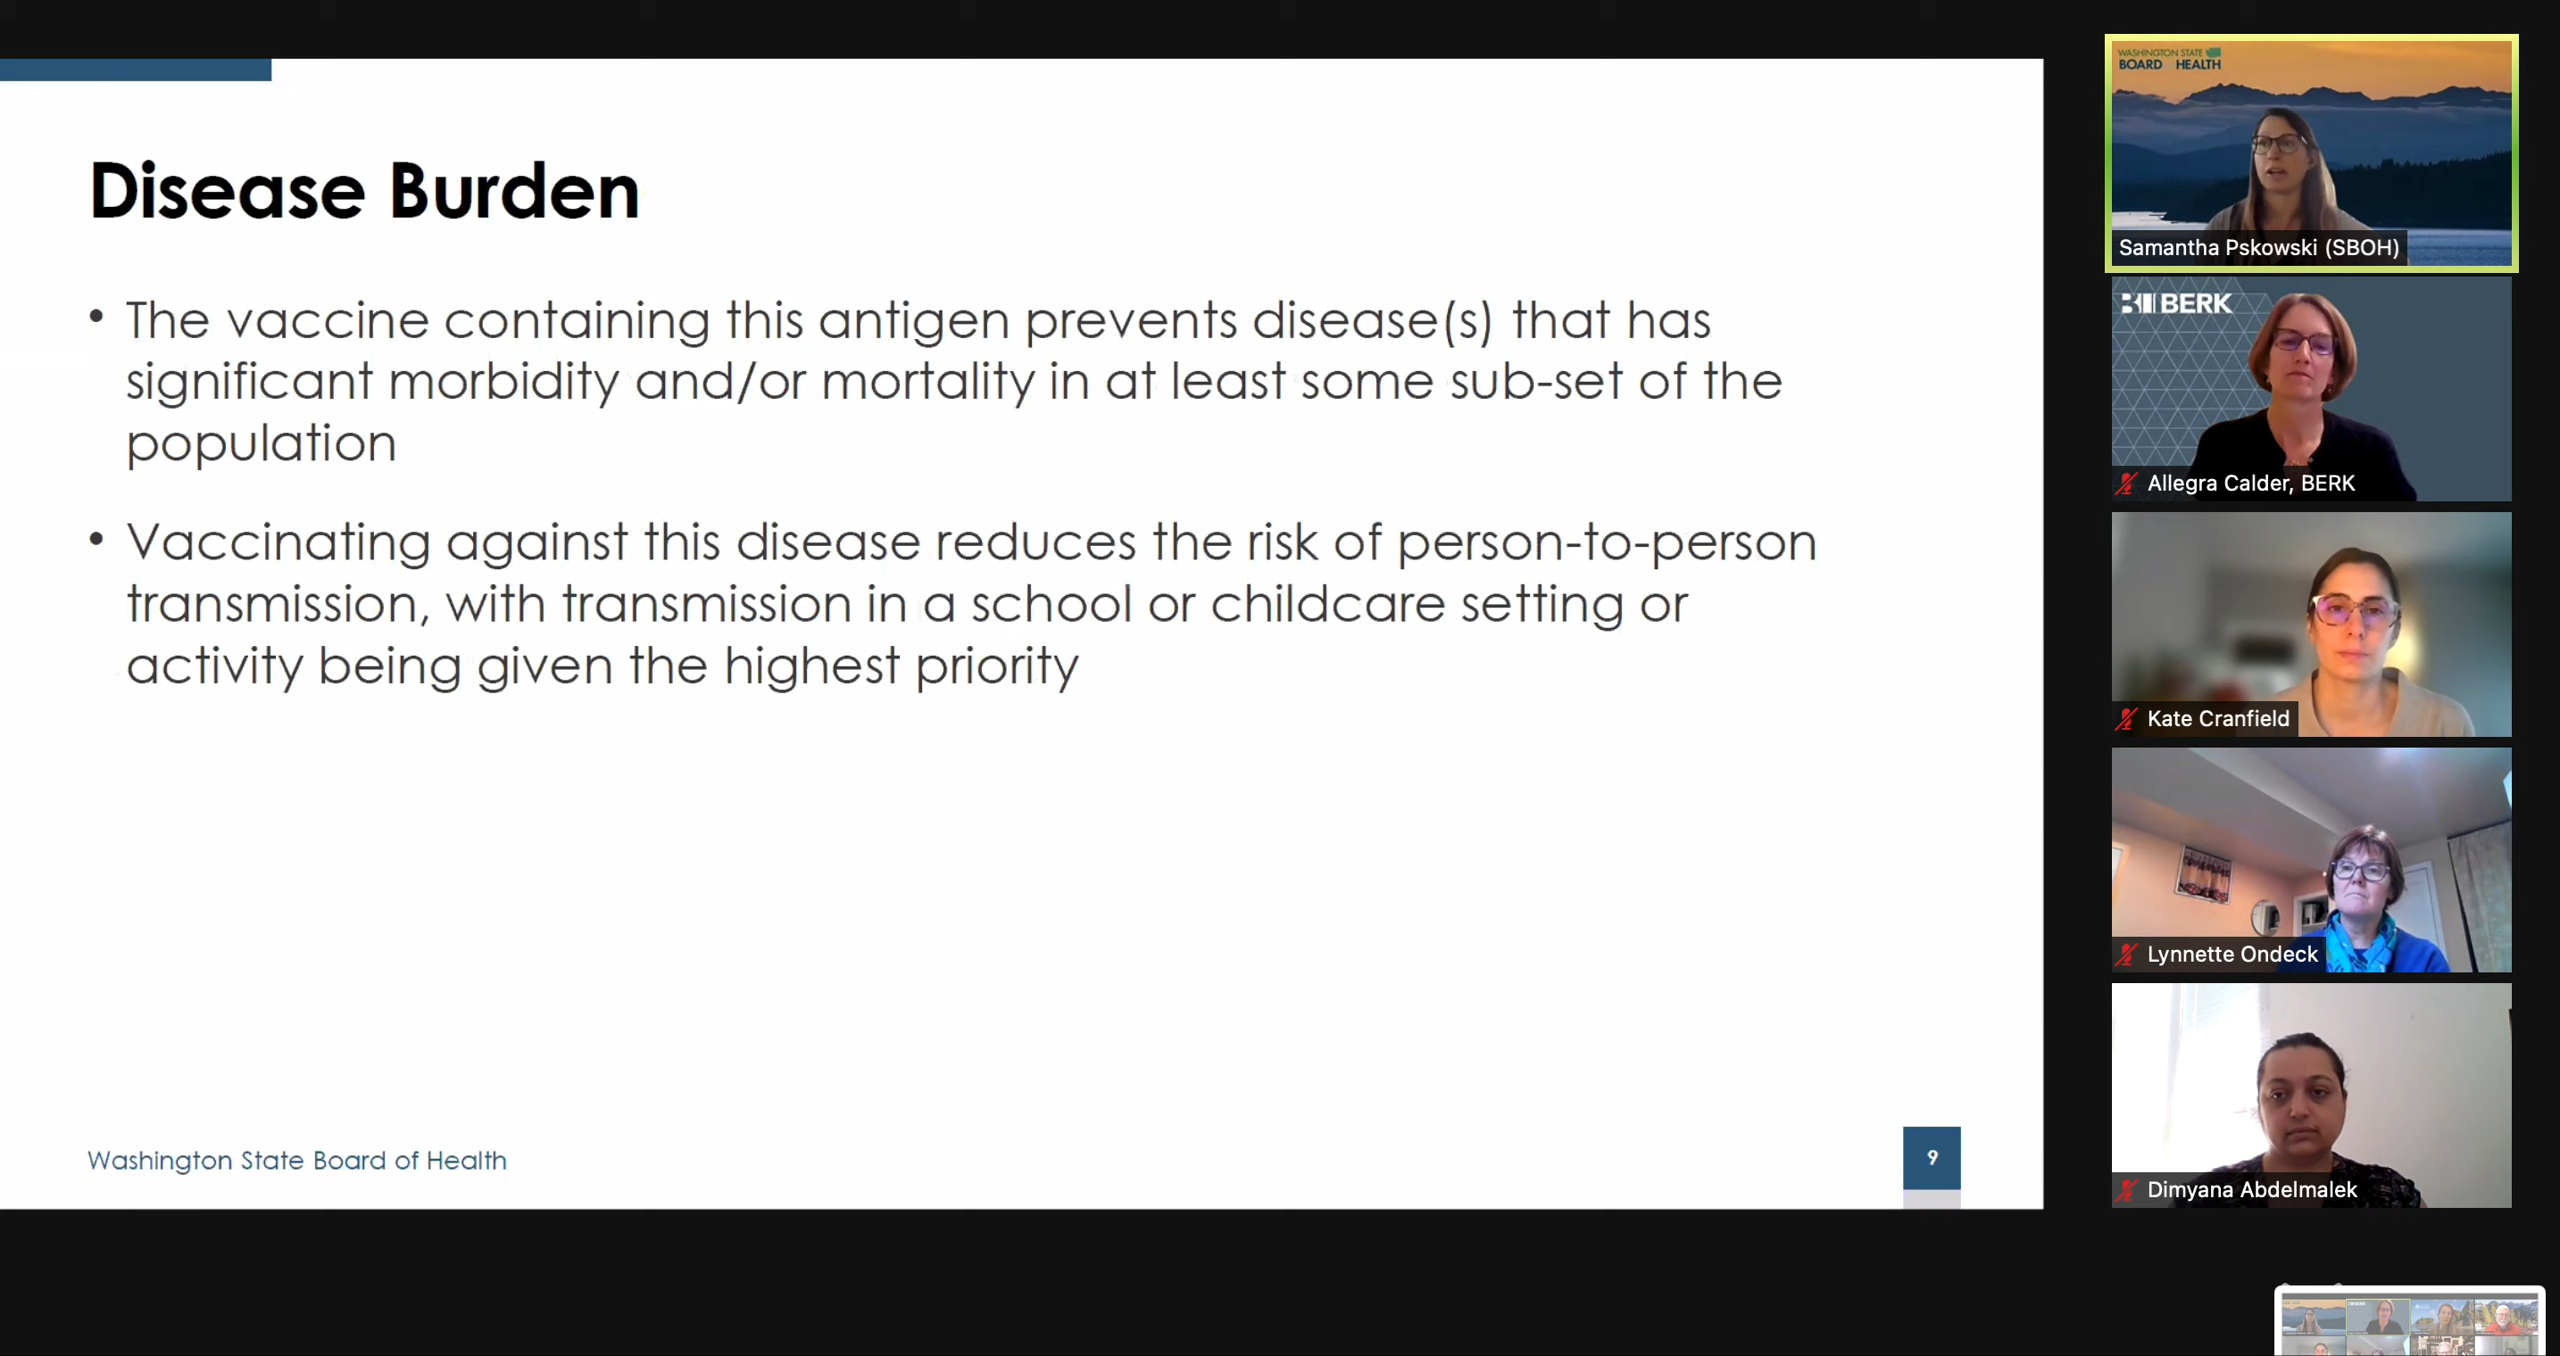 Disease Burden
• The vaccine containing this antigen prevents disease(s) that has
significant morbidity and/or mortality in at least some sub-set of the
population
• Vaccinating against this disease reduces the risk of person-to-person
transmission, with transmission in a school or childcare setting or
activity being given the highest priority
Washington State Board of Health
9
WASHINGTON STATE
BOARD HEALTH
Samantha Pskowski (SBOH)
BERK
Allegra Calder, BERK
Kate Cranfield
Lynnette Ondeck
Dimyana Abdelmalek